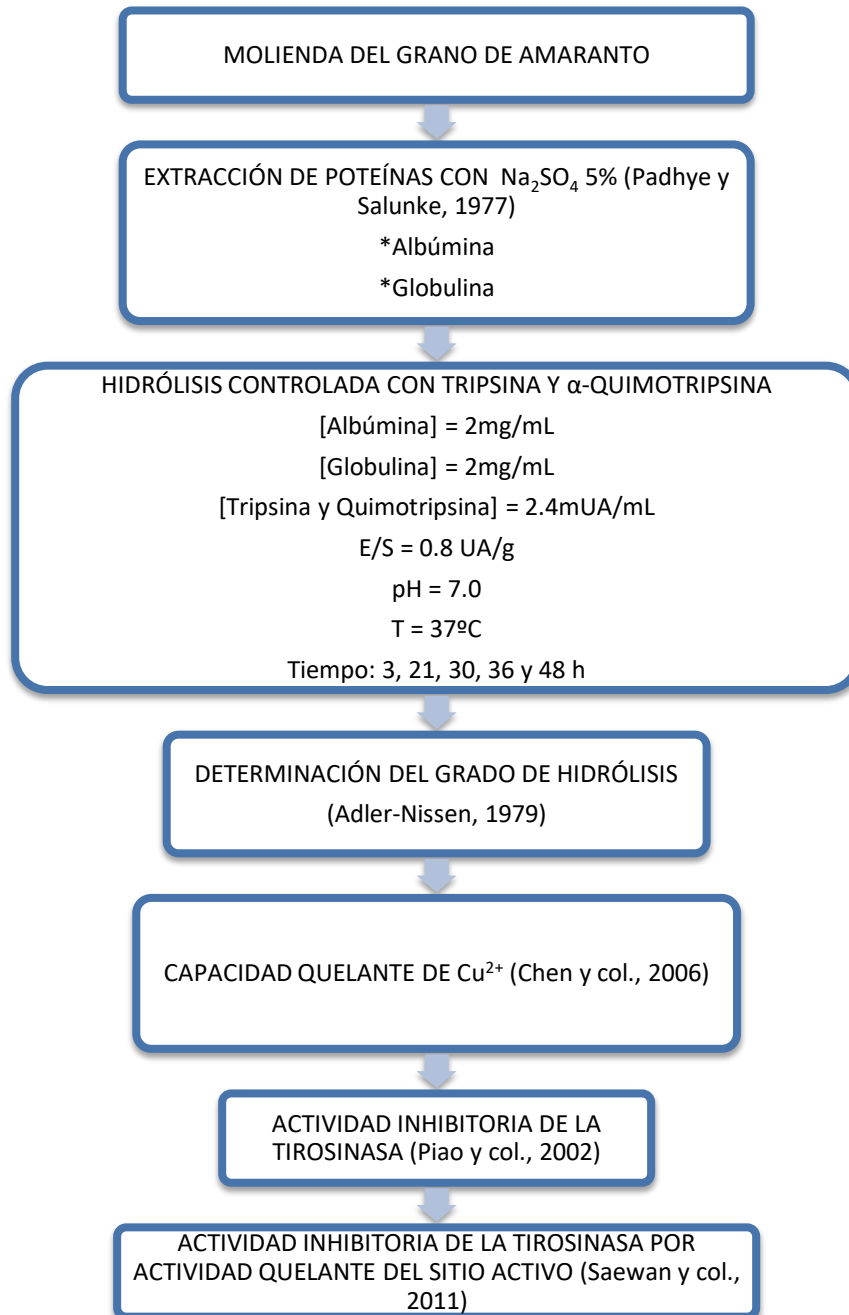 MOLIENDA DEL GRANO DE AMARANTO
EXTRACCIÓN DE POTEÍNAS CON Na₂SO₄ 5% (Padhye y
Salunke, 1977)
*Albúmina
*Globulina
HIDRÓLISIS CONTROLADA CON TRIPSINA Y α-QUIMOTRIPSINA
[Albúmina] = 2mg/mL
[Globulina] = 2mg/mL
[Tripsina y Quimotripsina] = 2.4mUA/mL
E/S = 0.8 UA/g
pH = 7.0
T = 37ºC
Tiempo: 3, 21, 30, 36 y 48 h
DETERMINACIÓN DEL GRADO DE HIDRÓLISIS
(Adler-Nissen, 1979)
CAPACIDAD QUELANTE DE Cu²⁺ (Chen y col., 2006)
ACTIVIDAD INHIBITORIA DE LA
TIROSINASA (Piao y col., 2002)
ACTIVIDAD INHIBITORIA DE LA TIROSINASA POR
ACTIVIDAD QUELANTE DEL SITIO ACTIVO (Saewan y col.,
2011)